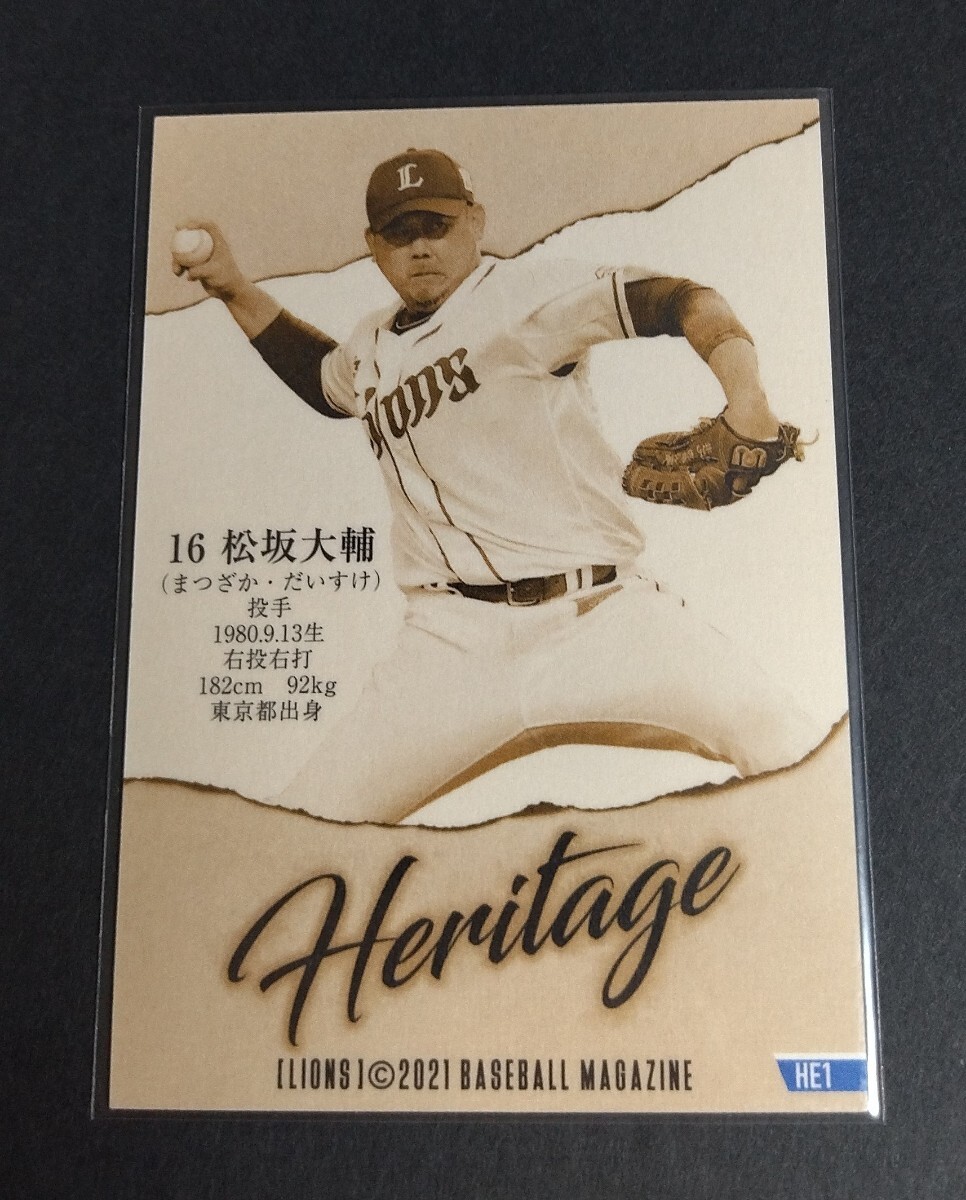 L
Lions
16 松坂大輔
(まつざか・だいすけ)
投手
1980.9.13生
右投右打
182cm 92kg
東京都出身
Heritage
[LIONS]©2021 BASEBALL MAGAZINE
HE1